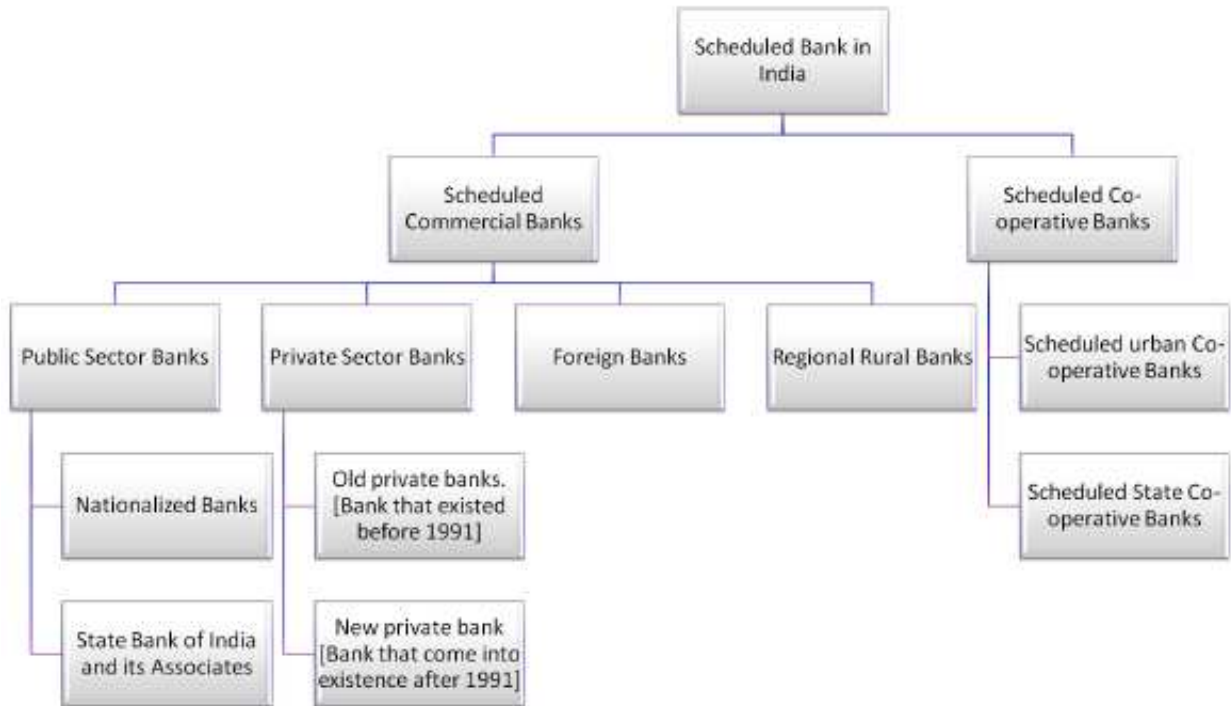 Scheduled Bank in
India
Scheduled
Commercial Banks
Scheduled Co-
operative Banks
Public Sector Banks
Private Sector Banks
Foreign Banks
Regional Rural Banks
Scheduled urban Co-
operative Banks
Nationalized Banks
Old private banks.
[Bank that existed
before 1991]
Scheduled State Co-
operative Banks
State Bank of India
and its Associates
New private bank
[Bank that come into
existence after 1991]